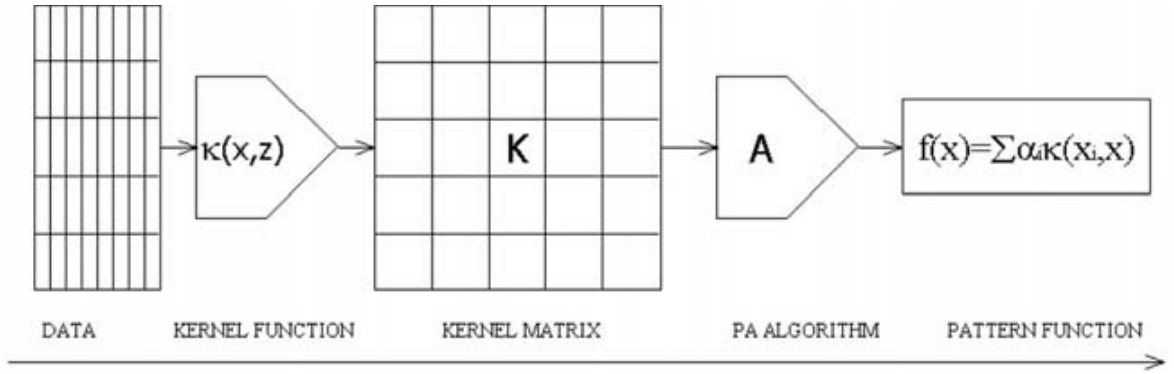 κ(x,z)
K
A
f(x)=∑αᵢκ(xᵢ,x)
DATA
KERNEL FUNCTION
KERNEL MATRIX
PA ALGORITHM
PATTERN FUNCTION